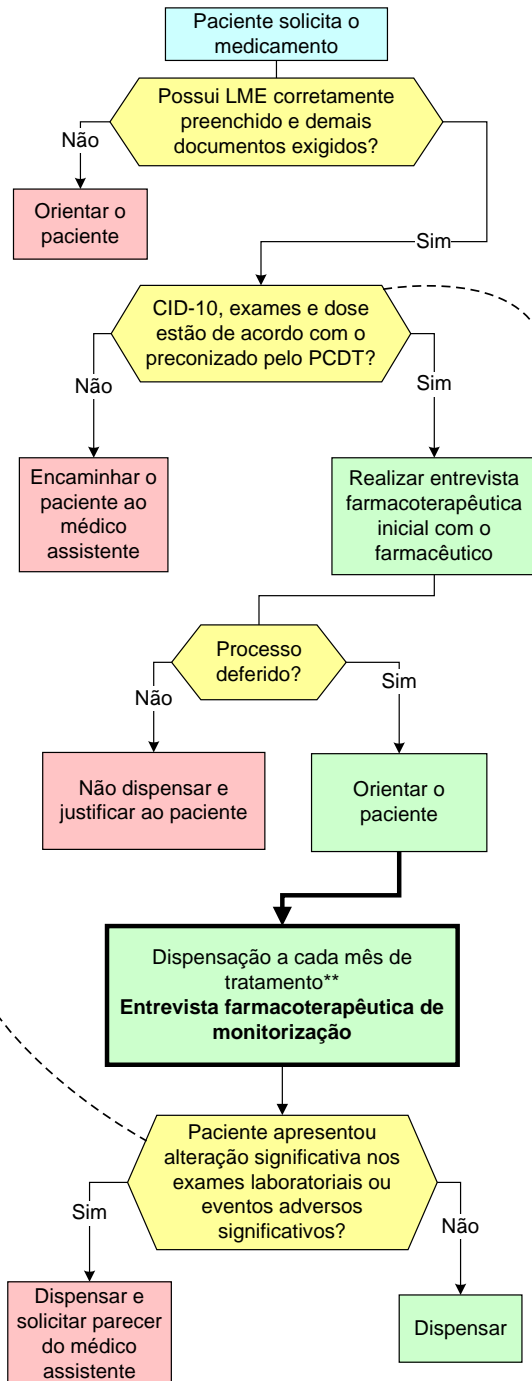 Paciente solicita o
medicamento
Possui LME corretamente
preenchido e demais
documentos exigidos?
Não
Orientar o
paciente
Sim
CID-10, exames e dose
estão de acordo com o
preconizado pelo PCDT?
Não
Sim
Encaminhar o
paciente ao
médico
assistente
Realizar entrevista
farmacoterapêutica
inicial com o
farmacêutico
Processo
deferido?
Não
Sim
Não dispensar e
justificar ao paciente
Orientar o
paciente
Dispensação a cada mês de
tratamento**
Entrevista farmacoterapêutica de
monitorização
Paciente apresentou
alteração significativa nos
exames laboratoriais ou
eventos adversos
significativos?
Sim
Não
Dispensar e
solicitar parecer
do médico
assistente
Dispensar